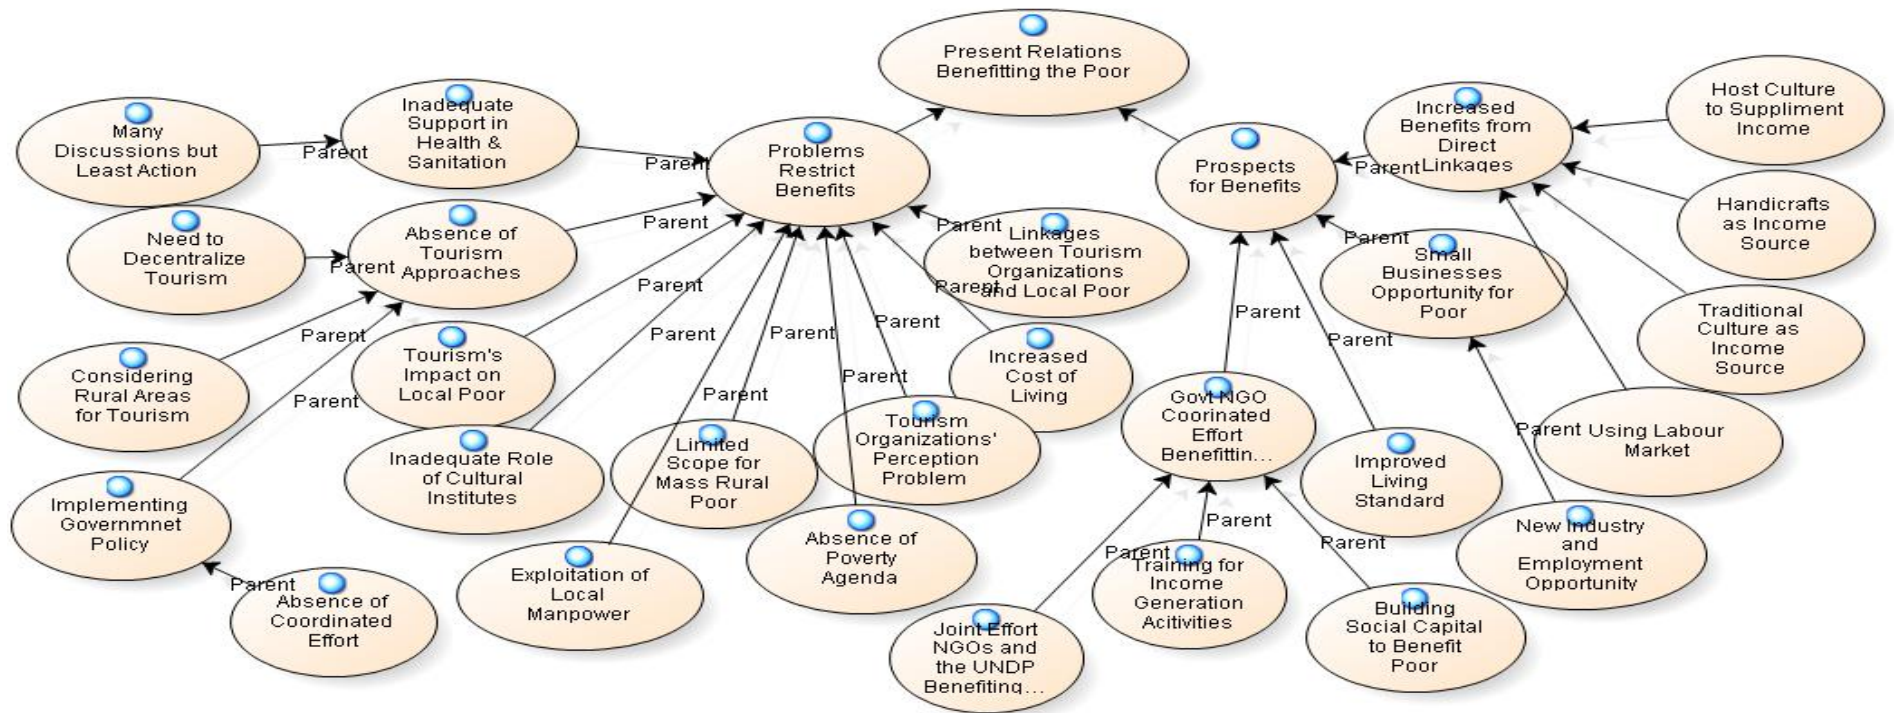 Present Relations
Benefitting the Poor
Many
Discussions but
Least Action
Parent
Inadequate
Support in
Health &
Sanitation
Parent
Problems
Restrict
Benefits
Prospects
for Benefits
Parent
Increased
Benefits from
Direct
Linkages
Host Culture
to Suppliment
Income
Handicrafts
as Income
Source
Traditional
Culture as
Income
Source
Need to
Decentralize
Tourism
Parent
Absence of
Tourism
Approaches
Parent
Parent
Linkages
between Tourism
Organizations
and Local Poor
Parent
Parent
Small
Businesses
Opportunity for
Poor
Considering
Rural Areas
for Tourism
Parent
Parent
Tourism's
Impact on
Local Poor
Parent
Parent
Parent
Parent
Increased
Cost of
Living
Parent
Parent
Parent
Parent
Implementing
Governmnet
Policy
Inadequate Role
of Cultural
Institutes
Limited
Scope for
Mass Rural
Poor
Tourism
Organizations'
Perception
Problem
Govt NGO
Coorinated
Effort
Benefittin...
Improved
Living
Standard
Parent
Using Labour
Market
Parent
Absence of
Coordinated
Effort
Exploitation of
Local
Manpower
Absence of
Poverty
Agenda
Parent
Parent
Parent
Joint Effort
NGOs and
the UNDP
Benefiting...
Training for
Income
Generation
Acitivities
Building
Social Capital
to Benefit
Poor
New Industry
and
Employment
Opportunity